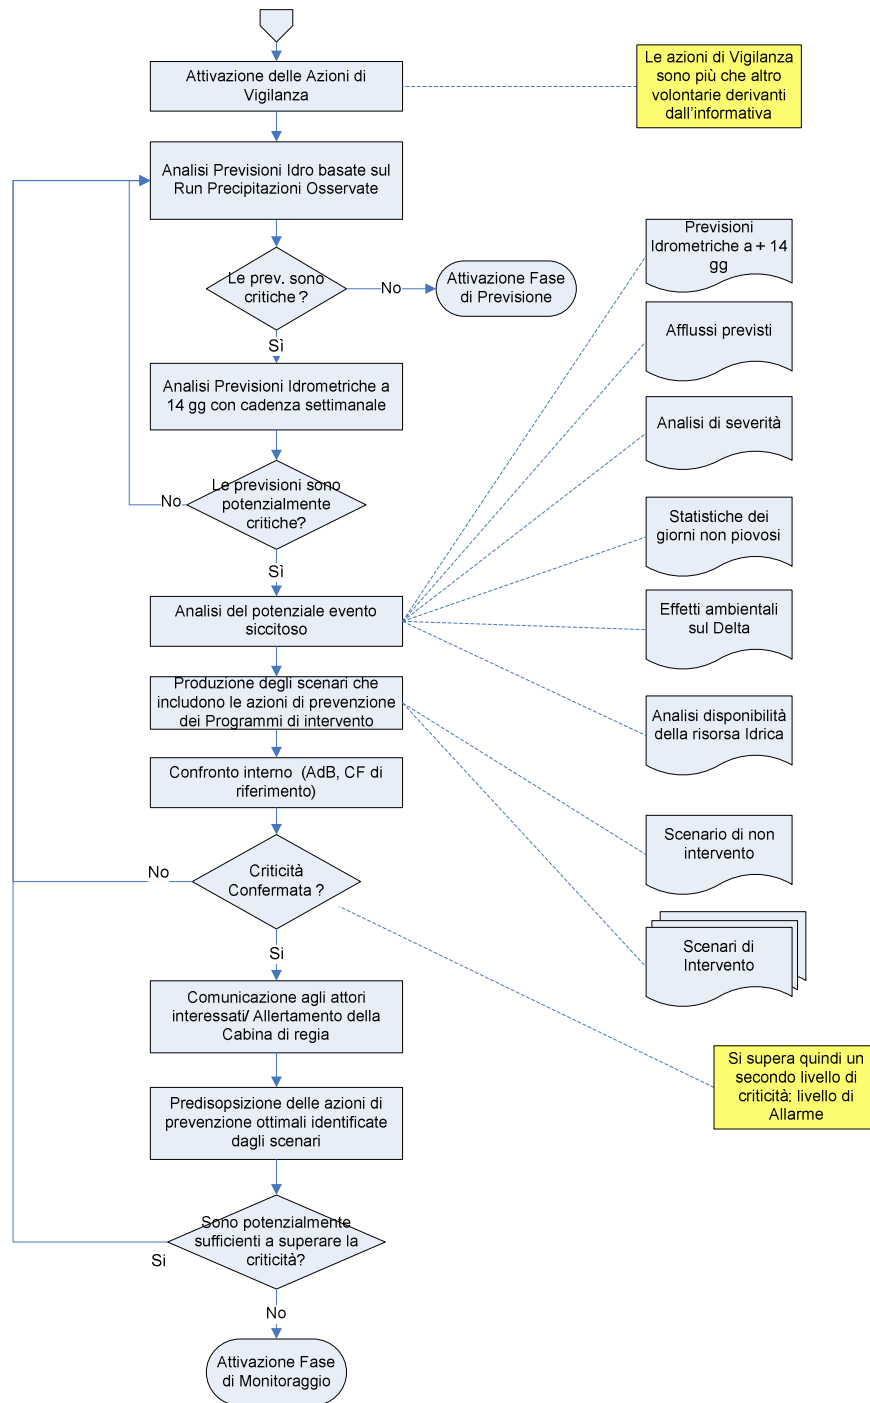 Attivazione delle Azioni di
Vigilanza
Le azioni di Vigilanza
sono più che altro
volontarie derivanti
dall'informativa
Analisi Previsioni Idro basate sul
Run Precipitazioni Osservate
Le prev. sono
critiche ?
No
Attivazione Fase
di Previsione
Sì
Analisi Previsioni Idrometriche a
14 gg con cadenza settimanale
Le previsioni sono
potenzialmente
critiche?
No
Sì
Analisi del potenziale evento
siccitoso
Produzione degli scenari che
includono le azioni di prevenzione
dei Programmi di intervento
Confronto interno (AdB, CF di
riferimento)
Criticità
Confermata ?
No
Si
Comunicazione agli attori
interessati/ Allertamento della
Cabina di regia
Predisopsizione delle azioni di
prevenzione ottimali identificate
dagli scenari
Sono potenzialmente
sufficienti a superare la
criticità?
Si
No
Attivazione Fase
di Monitoraggio
Previsioni
Idrometriche a + 14
gg
Afflussi previsti
Analisi di severità
Statistiche dei
giorni non piovosi
Effetti ambientali
sul Delta
Analisi disponibilità
della risorsa Idrica
Scenario di non
intervento
Scenari di
Intervento
Si supera quindi un
secondo livello di
criticità: livello di
Allarme